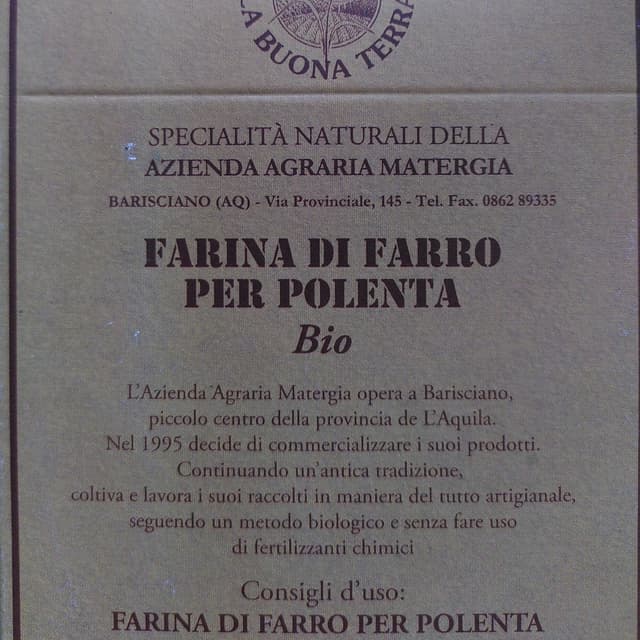 LA BUONA TERRA
SPECIALITÀ NATURALI DELLA
AZIENDA AGRARIA MATERGIA
BARISCIANO (AQ) - Via Provinciale, 145 - Tel. Fax. 0862 89335
FARINA DI FARRO
PER POLENTA
Bio
L'Azienda Agraria Matergia opera a Barisciano,
piccolo centro della provincia de L'Aquila.
Nel 1995 decide di commercializzare i suoi prodotti.
Continuando un'antica tradizione,
coltiva e lavora i suoi raccolti in maniera del tutto artigianale,
seguendo un metodo biologico e senza fare uso
di fertilizzanti chimici
Consigli d'uso:
FARINA DI FARRO PER POLENTA